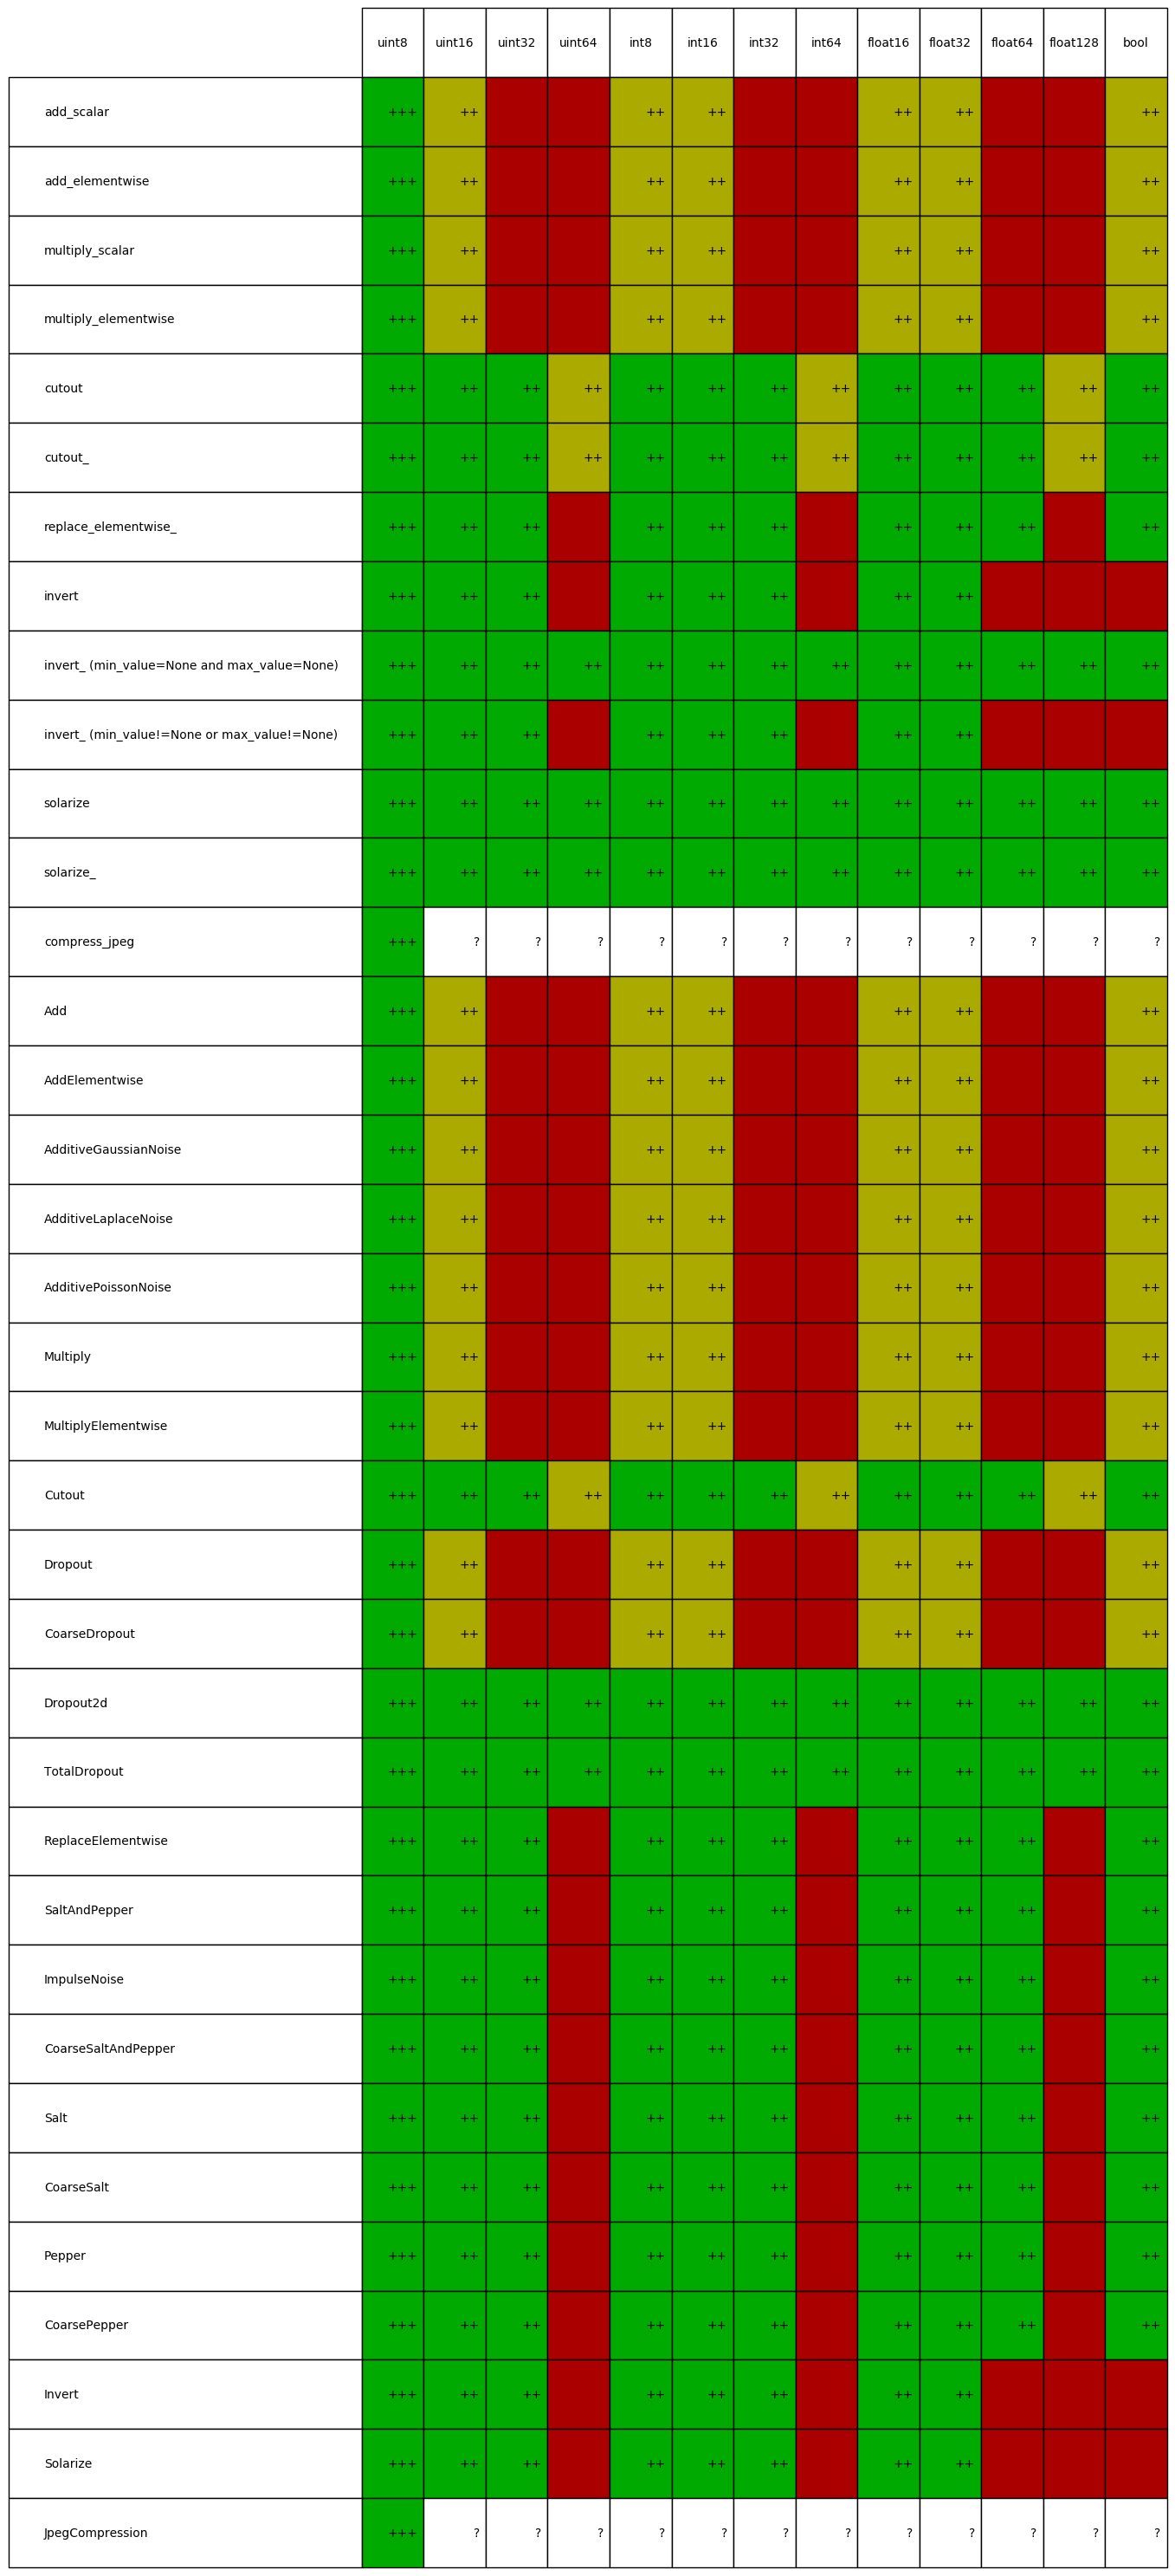 uint8 uint16 uint32 uint64 int8 int16 int32 int64 float16 float32 float64 float128 bool
add_scalar +++ ++ ++ ++ ++ ++ ++
add_elementwise +++ ++ ++ ++ ++ ++ ++
multiply_scalar +++ ++ ++ ++ ++ ++ ++
multiply_elementwise +++ ++ ++ ++ ++ ++ ++
cutout +++ ++ ++ ++ ++ ++ ++ ++ ++ ++ ++ ++ ++
cutout_ +++ ++ ++ ++ ++ ++ ++ ++ ++ ++ ++ ++ ++
replace_elementwise_ +++ ++ ++ ++ ++ ++ ++ ++ ++ ++
invert +++ ++ ++ ++ ++ ++ ++ ++
invert_ (min_value=None and max_value=None) +++ ++ ++ ++ ++ ++ ++ ++ ++ ++ ++ ++ ++
invert_ (min_value!=None or max_value!=None) +++ ++ ++ ++ ++ ++ ++ ++
solarize +++ ++ ++ ++ ++ ++ ++ ++ ++ ++ ++ ++ ++
solarize_ +++ ++ ++ ++ ++ ++ ++ ++ ++ ++ ++ ++ ++
compress_jpeg +++ ? ? ? ? ? ? ? ? ? ? ? ?
Add +++ ++ ++ ++ ++ ++ ++
AddElementwise +++ ++ ++ ++ ++ ++ ++
AdditiveGaussianNoise +++ ++ ++ ++ ++ ++ ++
AdditiveLaplaceNoise +++ ++ ++ ++ ++ ++ ++
AdditivePoissonNoise +++ ++ ++ ++ ++ ++ ++
Multiply +++ ++ ++ ++ ++ ++ ++
MultiplyElementwise +++ ++ ++ ++ ++ ++ ++
Cutout +++ ++ ++ ++ ++ ++ ++ ++ ++ ++ ++ ++ ++
Dropout +++ ++ ++ ++ ++ ++ ++
CoarseDropout +++ ++ ++ ++ ++ ++ ++
Dropout2d +++ ++ ++ ++ ++ ++ ++ ++ ++ ++ ++ ++ ++
TotalDropout +++ ++ ++ ++ ++ ++ ++ ++ ++ ++ ++ ++ ++
ReplaceElementwise +++ ++ ++ ++ ++ ++ ++ ++ ++ ++
SaltAndPepper +++ ++ ++ ++ ++ ++ ++ ++ ++ ++
ImpulseNoise +++ ++ ++ ++ ++ ++ ++ ++ ++ ++
CoarseSaltAndPepper +++ ++ ++ ++ ++ ++ ++ ++ ++ ++
Salt +++ ++ ++ ++ ++ ++ ++ ++ ++ ++
CoarseSalt +++ ++ ++ ++ ++ ++ ++ ++ ++ ++
Pepper +++ ++ ++ ++ ++ ++ ++ ++ ++ ++
CoarsePepper +++ ++ ++ ++ ++ ++ ++ ++ ++ ++
Invert +++ ++ ++ ++ ++ ++ ++ ++
Solarize +++ ++ ++ ++ ++ ++ ++ ++
JpegCompression +++ ? ? ? ? ? ? ? ? ? ? ? ?